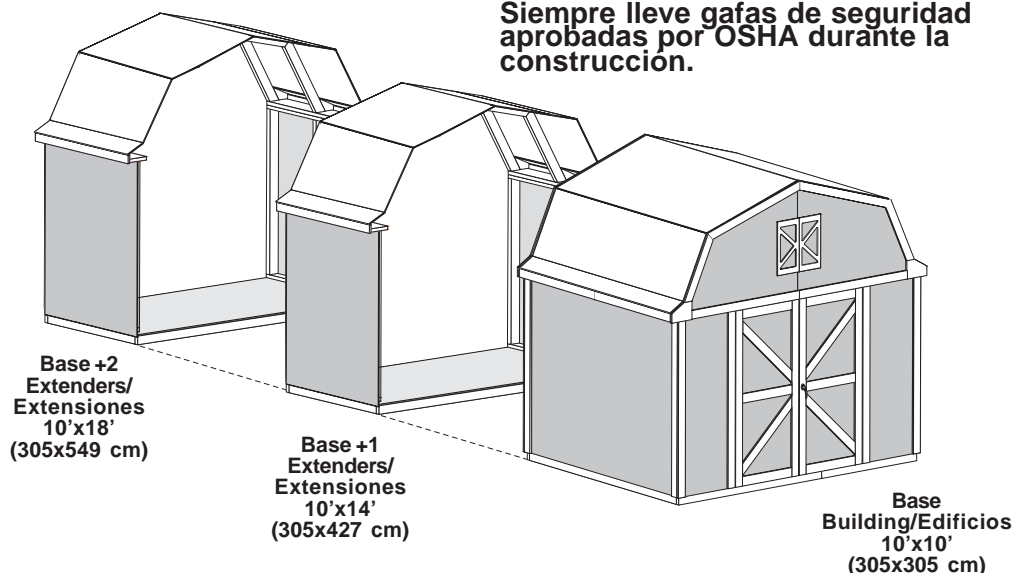 Siempre lleve gafas de seguridad
aprobadas por OSHA durante la
construcción.
Base +2
Extenders/
Extensiones
10’x18’
(305x549 cm)
Base +1
Extenders/
Extensiones
10’x14’
(305x427 cm)
Base
Building/Edificios
10’x10’
(305x305 cm)